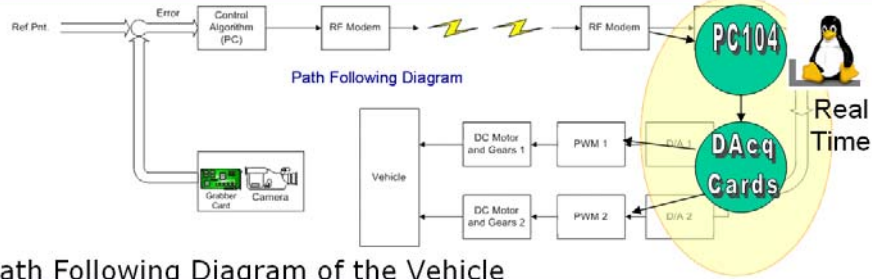 Ref Pnt.
Error
Control
Algorithm
(PC)
RF Modem
RF Modem
PC104
Real
Time
Path Following Diagram
Vehicle
DC Motor
and Gears 1
PWM 1
D/A 1
DAcq
Cards
DC Motor
and Gears 2
PWM 2
D/A 2
Grabber
Card
Camera
ath Following Diagram of the Vehicle